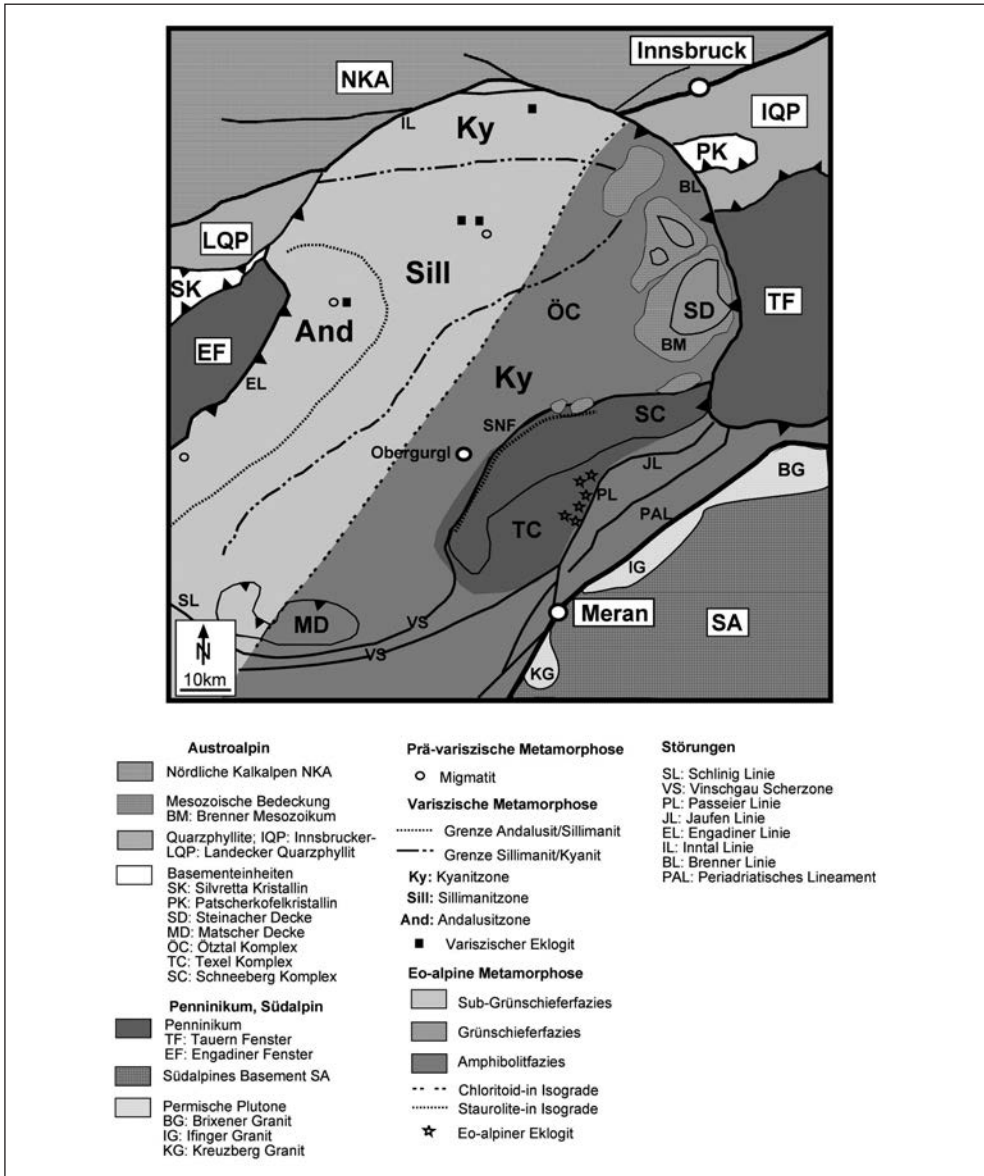 Innsbruck
NKA
IQP
IL
Ky
PK
BL
LQP
SK
Sill
ÖC
SD
TF
And
BM
EF
EL
Ky
SC
SNF
Obergurgl
JL
BG
PL
TC
PAL
IG
SL
MD
VS
Meran
SA
VS
N
10km
KG
Austroalpin
Nördliche Kalkalpen NKA
Mesozoische Bedeckung
BM: Brenner Mesozoikum
Quarzphyllite; IQP: Innsbrucker-
LQP: Landecker Quarzphyllit
Basementeinheiten
SK: Silvretta Kristallin
PK: Patscherkofelkristallin
SD: Steinacher Decke
MD: Matscher Decke
ÖC: Ötztal Komplex
TC: Texel Komplex
SC: Schneeberg Komplex
Penninikum, Südalpin
Penninikum
TF: Tauern Fenster
EF: Engadiner Fenster
Südalpines Basement SA
Permische Plutone
BG: Brixener Granit
IG: Ifinger Granit
KG: Kreuzberg Granit
Prä-variszische Metamorphose
Migmatit
Variszische Metamorphose
Grenze Andalusit/Sillimanit
Grenze Sillimanit/Kyanit
Ky: Kyanitzone
Sill: Sillimanitzone
And: Andalusitzone
Variszischer Eklogit
Eo-alpine Metamorphose
Sub-Grünschieferfazies
Grünschieferfazies
Amphibolitfazies
Chloritoid-in Isograde
Staurolite-in Isograde
Eo-alpiner Eklogit
Störungen
SL: Schlinig Linie
VS: Vinschgau Scherzone
PL: Passeier Linie
JL: Jaufen Linie
EL: Engadiner Linie
IL: Inntal Linie
BL: Brenner Linie
PAL: Periadriatisches Lineament